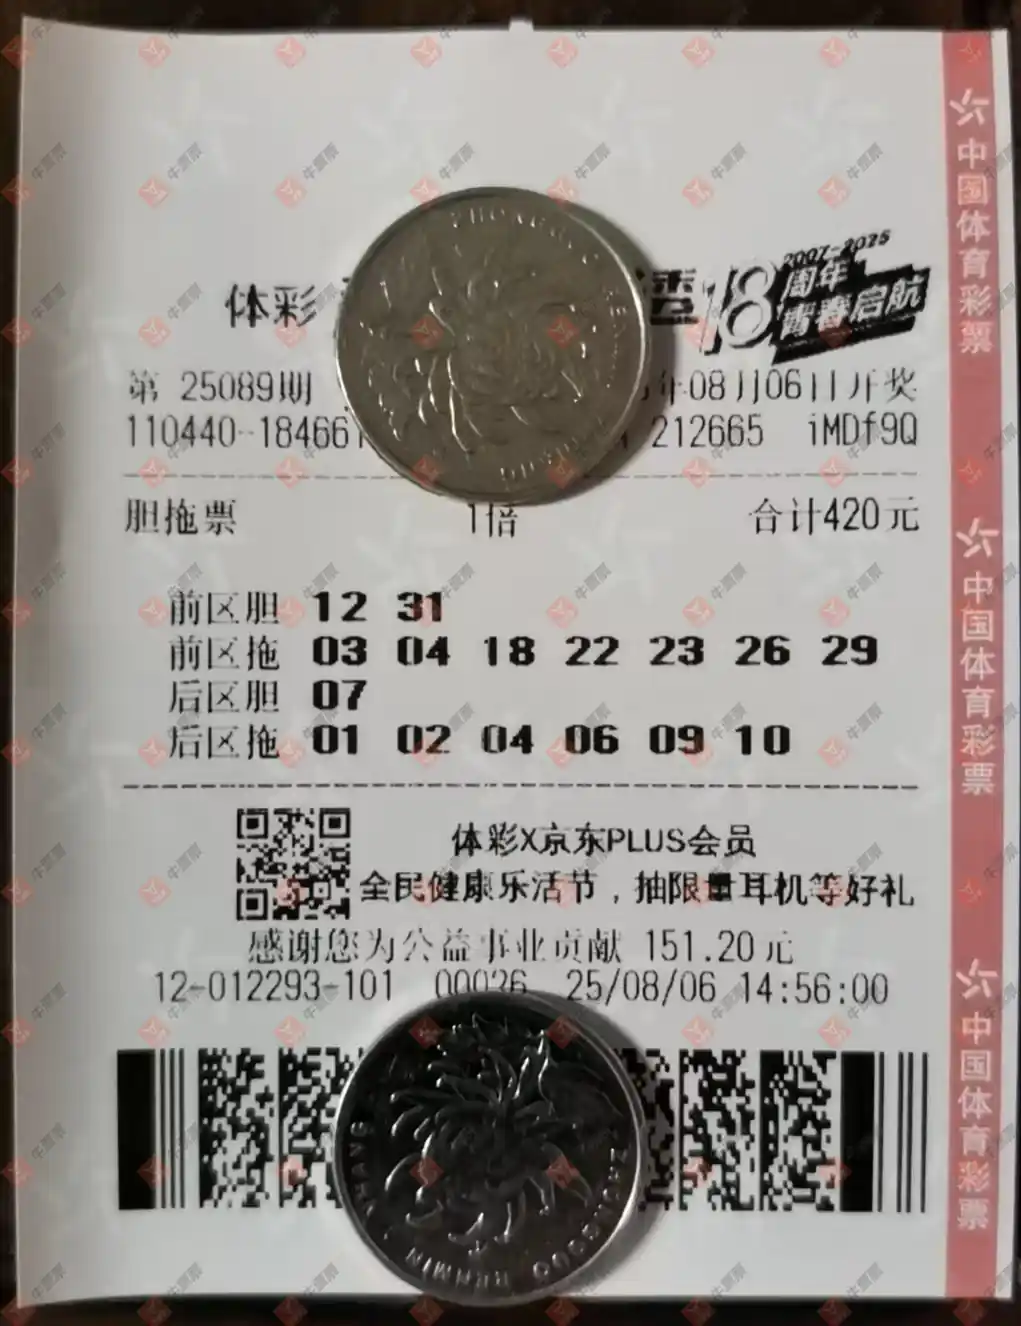 体彩 透 18 2007-2025
周年
青春启航
第 25089期 年08月06日开奖
110440-184661 212665 iMDf9Q
胆拖票 1倍 合计420元
前区胆 12 31
前区拖 03 04 18 22 23 26 29
后区胆 07
后区拖 01 02 04 06 09 10
体彩X京东PLUS会员
全民健康乐活节，抽限量耳机等好礼
感谢您为公益事业贡献 151.20元
12-012293-101 00026 25/08/06 14:56:00
中国体育彩票
中国体育彩票
中国体育彩票